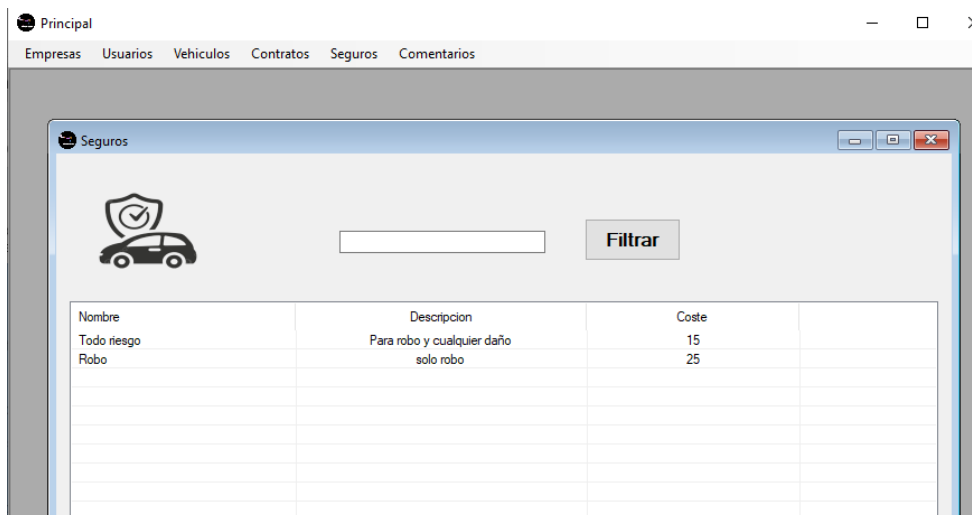 Principal
Empresas Usuarios Vehiculos Contratos Seguros Comentarios
Seguros
Filtrar
Nombre Descripcion Coste
Todo riesgo Para robo y cualquier daño 15
Robo solo robo 25